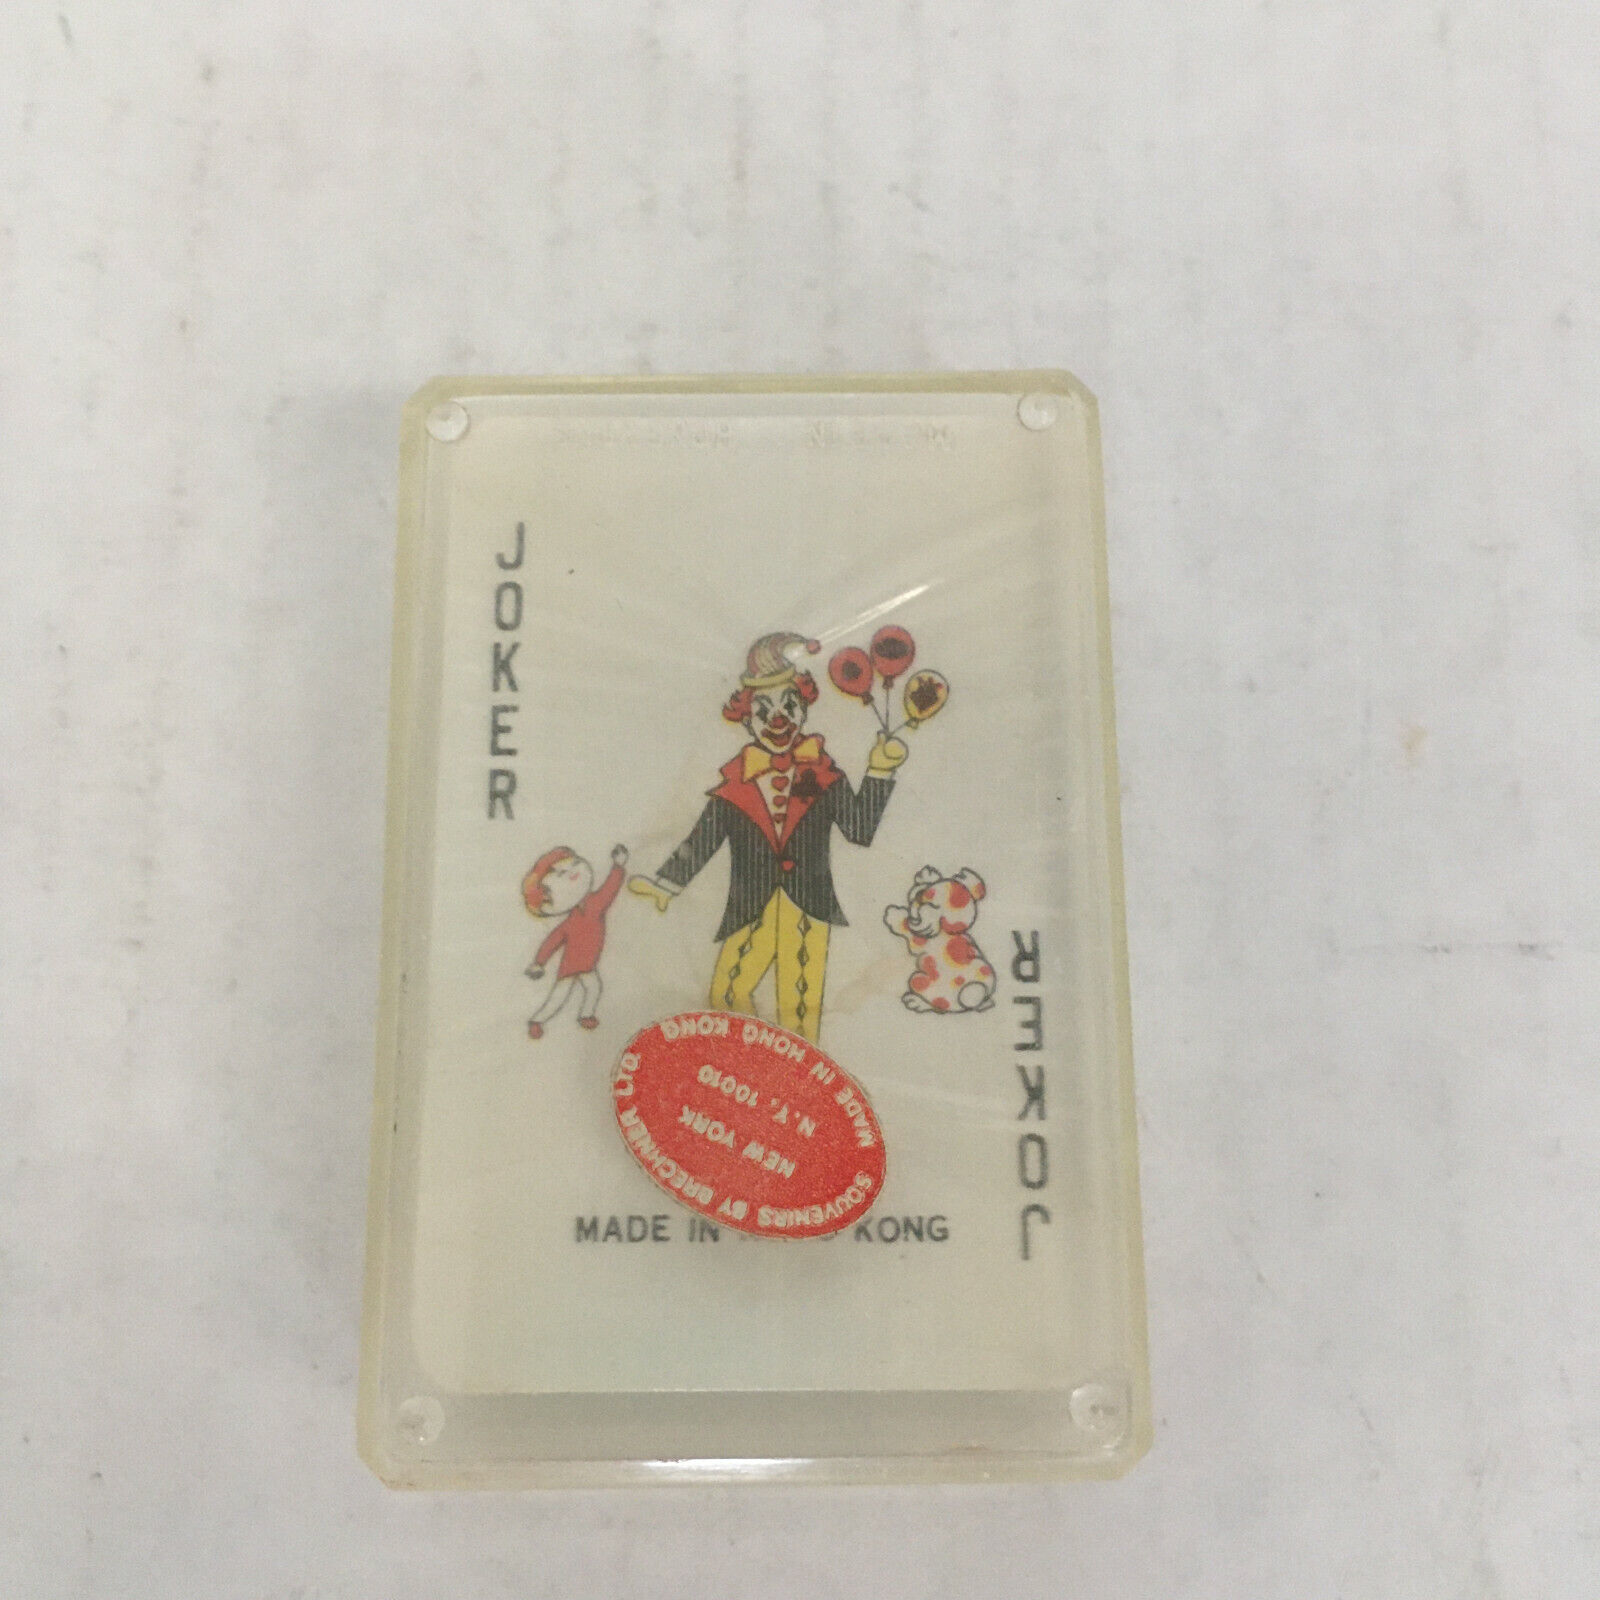 JOKER
JOKER
SOUVENIRS BY BRECHNER LTD.
NEW YORK
N.Y. 10010
MADE IN HONG KONG
MADE IN KONG